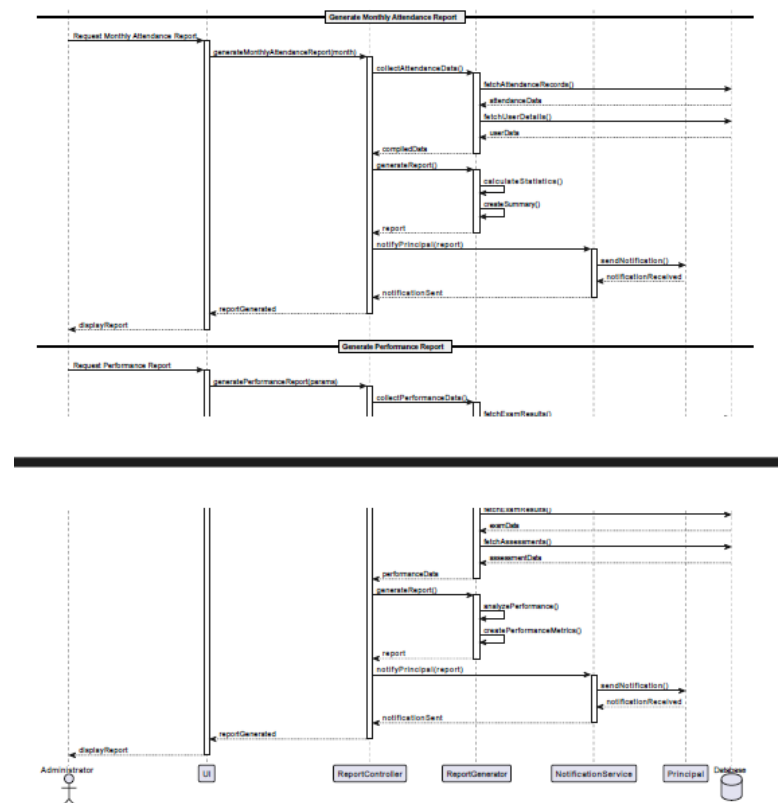 Generate Monthly Attendance Report
Request Monthly Attendance Report
generateMonthlyAttendanceReport(month)
collectAttendanceData()
fetchAttendanceRecords()
attendanceData
fetchUserDetails()
userData
compiledData
generateReport()
calculateStatistics()
createSummary()
report
notifyPrincipal(report)
sendNotification()
notificationReceived
notificationSent
reportGenerated
displayReport
Generate Performance Report
Request Performance Report
generatePerformanceReport(params)
collectPerformanceData()
fetchExamResults()
fetchExamResults()
examData
fetchAssessments()
assessmentData
performanceData
generateReport()
analyzePerformance()
createPerformanceMetrics()
report
notifyPrincipal(report)
sendNotification()
notificationReceived
notificationSent
reportGenerated
displayReport
Administrator UI ReportController ReportGenerator NotificationService Principal Database